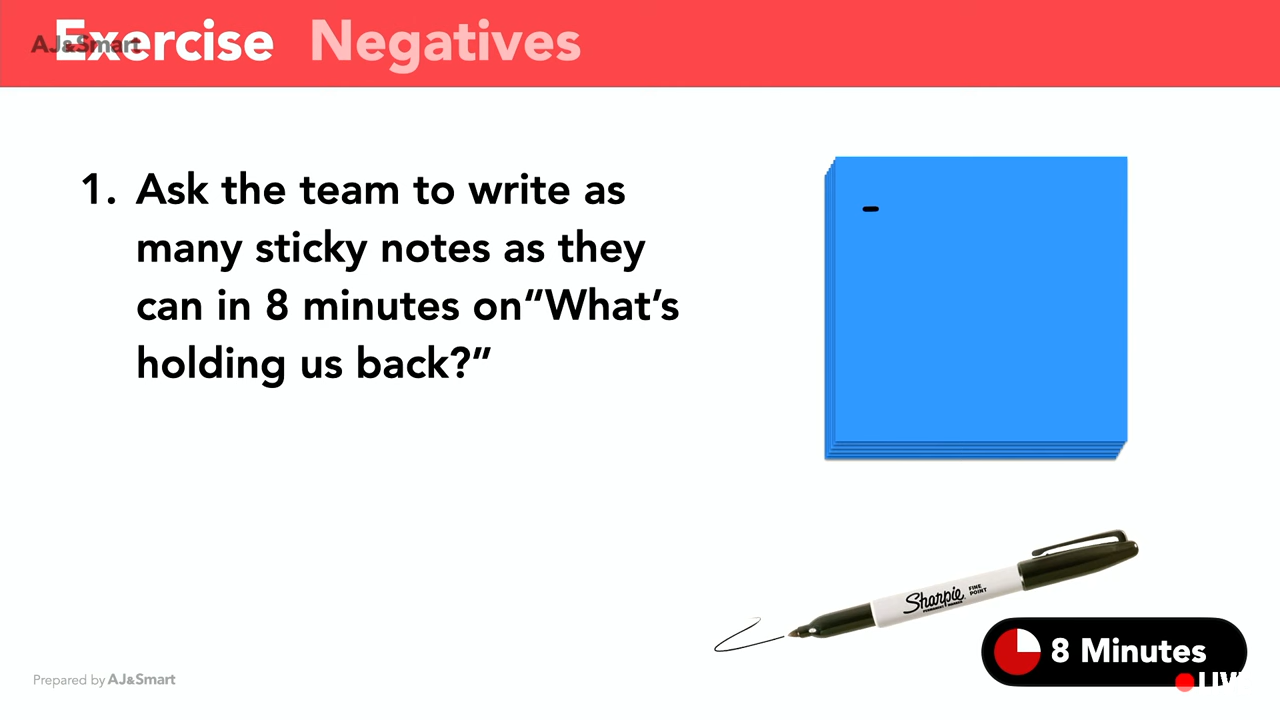 AJ&Smart
Exercise Negatives
1. Ask the team to write as
many sticky notes as they
can in 8 minutes on“What’s
holding us back?”
-
Sharpie
FINE
POINT
8 Minutes
LIVE
Prepared by AJ&Smart